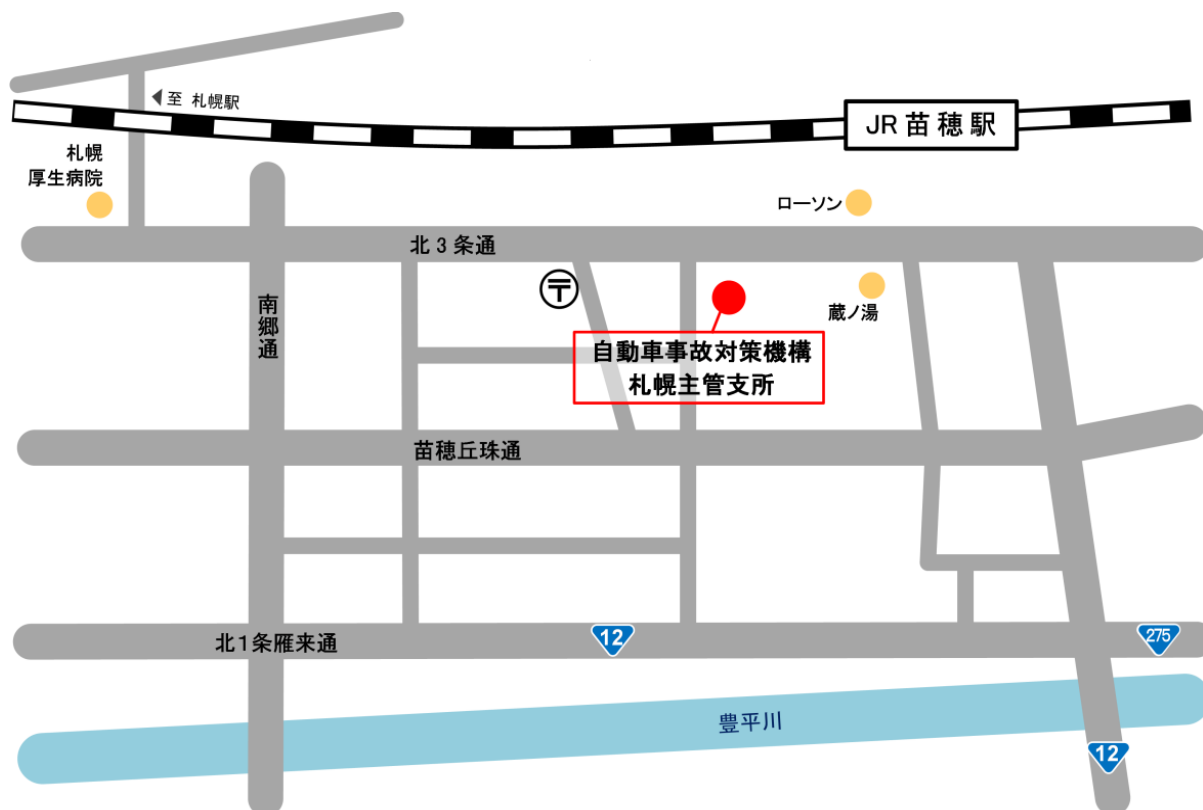 至 札幌駅
JR 苗穂駅
札幌
厚生病院
ローソン
北3条通
〒
南郷通
蔵ノ湯
自動車事故対策機構
札幌主管支所
苗穂丘珠通
北1条雁来通
12
275
豊平川
12